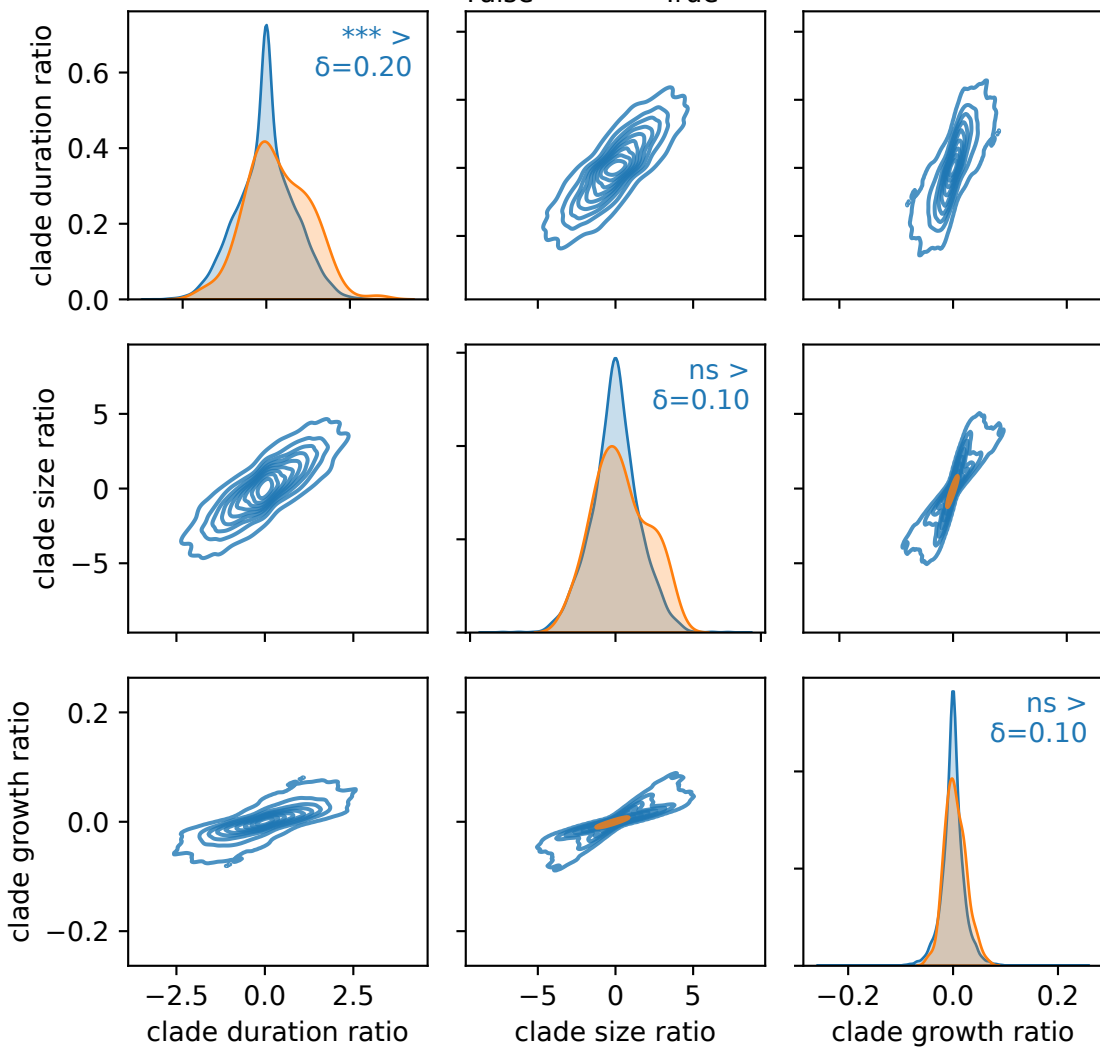 True
clade duration ratio
0.6
0.4
0.2
0.0
*** >
δ=0.20
clade size ratio
5
0
−5
ns >
δ=0.10
clade growth ratio
0.2
0.0
−0.2
ns >
δ=0.10
−2.5 0.0 2.5
−5 0 5
−0.2 0.0 0.2
clade duration ratio
clade size ratio
clade growth ratio